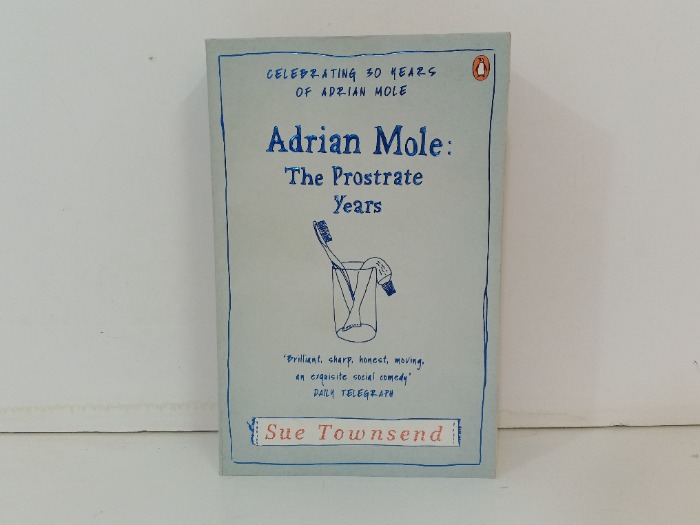 CELEBRATING 30 YEARS
OF ADRIAN MOLE
Adrian Mole:
The Prostrate
Years
'Brilliant, sharp, honest, moving,
an exquisite social comedy'
DAILY TELEGRAPH
Sue Townsend